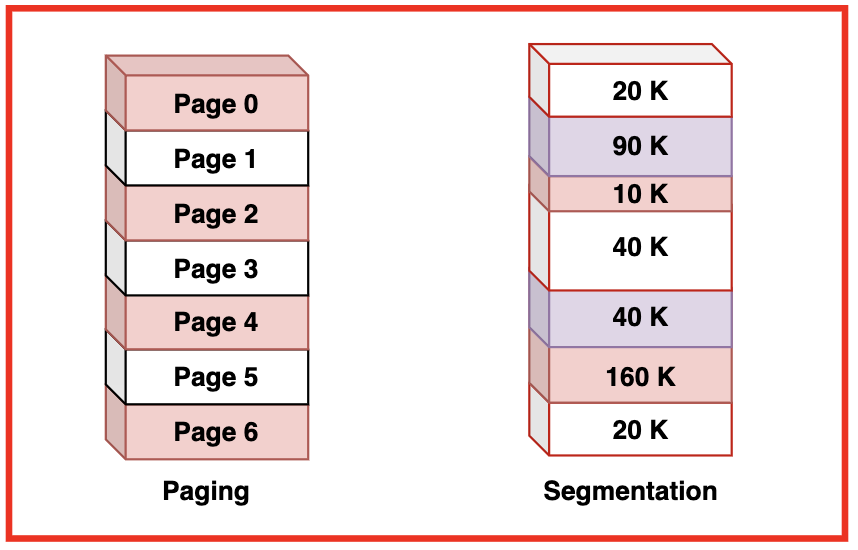 Page 0
Page 1
Page 2
Page 3
Page 4
Page 5
Page 6
Paging
20 K
90 K
10 K
40 K
40 K
160 K
20 K
Segmentation